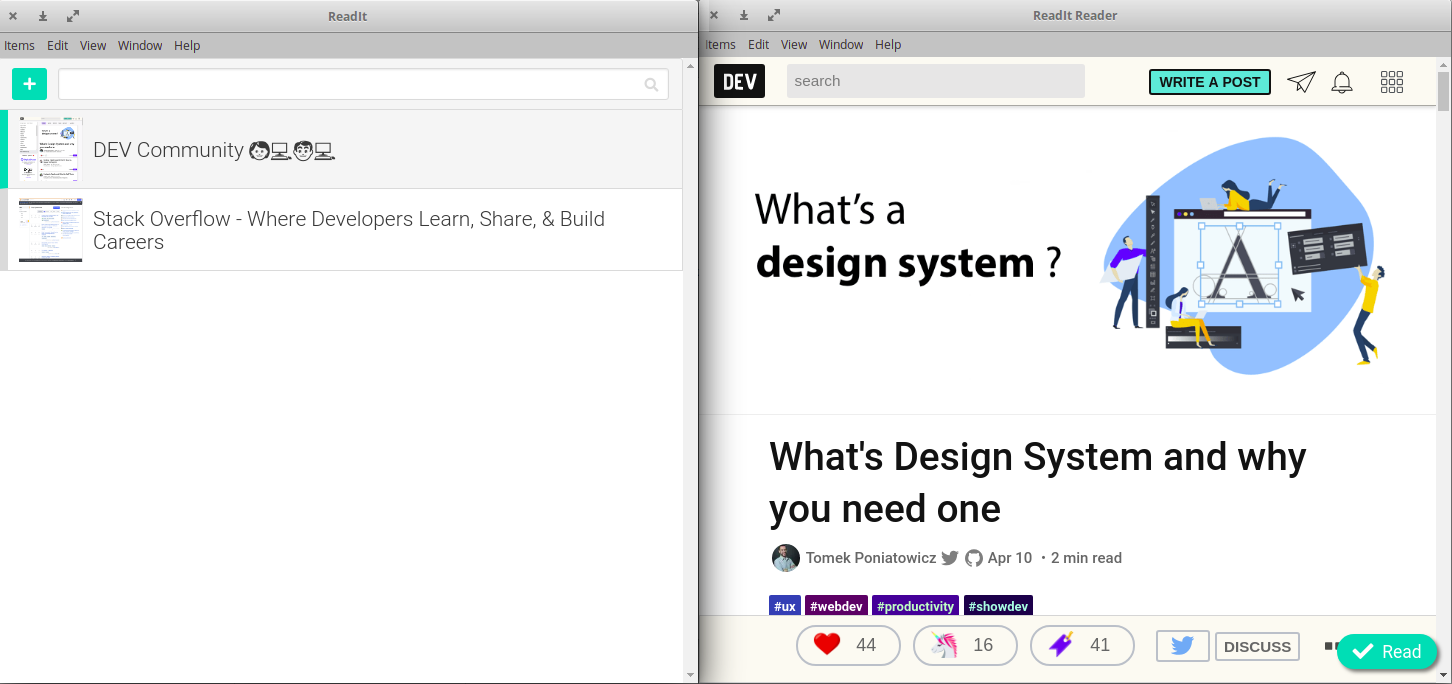 ReadIt
Items Edit View Window Help
+
DEV Community 👩‍💻👨‍💻
Stack Overflow - Where Developers Learn, Share, & Build
Careers
ReadIt Reader
Items Edit View Window Help
DEV
search
WRITE A POST
What's a
design system ?
A
What's Design System and why
you need one
Tomek Poniatowicz Apr 10 • 2 min read
#ux #webdev #productivity #showdev
44 16 41 DISCUSS
Read